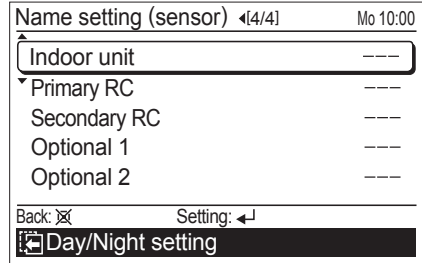 Name setting (sensor) ◂[4/4] Mo 10:00
Indoor unit ---
Primary RC ---
Secondary RC ---
Optional 1 ---
Optional 2 ---
Back: Setting: ↵
Day/Night setting